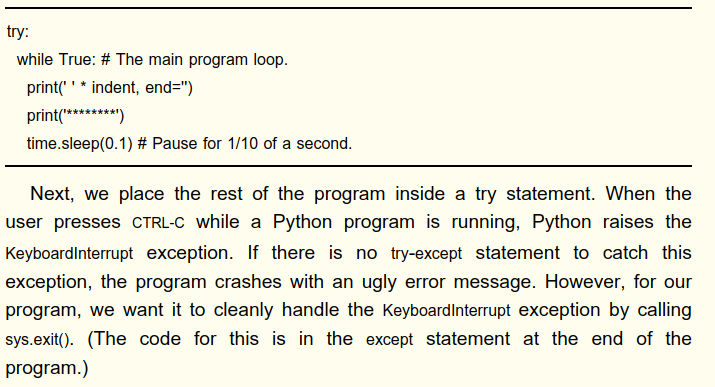 try:
while True: # The main program loop.
print(' ' * indent, end='')
print('********')
time.sleep(0.1) # Pause for 1/10 of a second.
Next, we place the rest of the program inside a try statement. When the
user presses CTRL-C while a Python program is running, Python raises the
KeyboardInterrupt exception. If there is no try-except statement to catch this
exception, the program crashes with an ugly error message. However, for our
program, we want it to cleanly handle the KeyboardInterrupt exception by calling
sys.exit(). (The code for this is in the except statement at the end of the
program.)